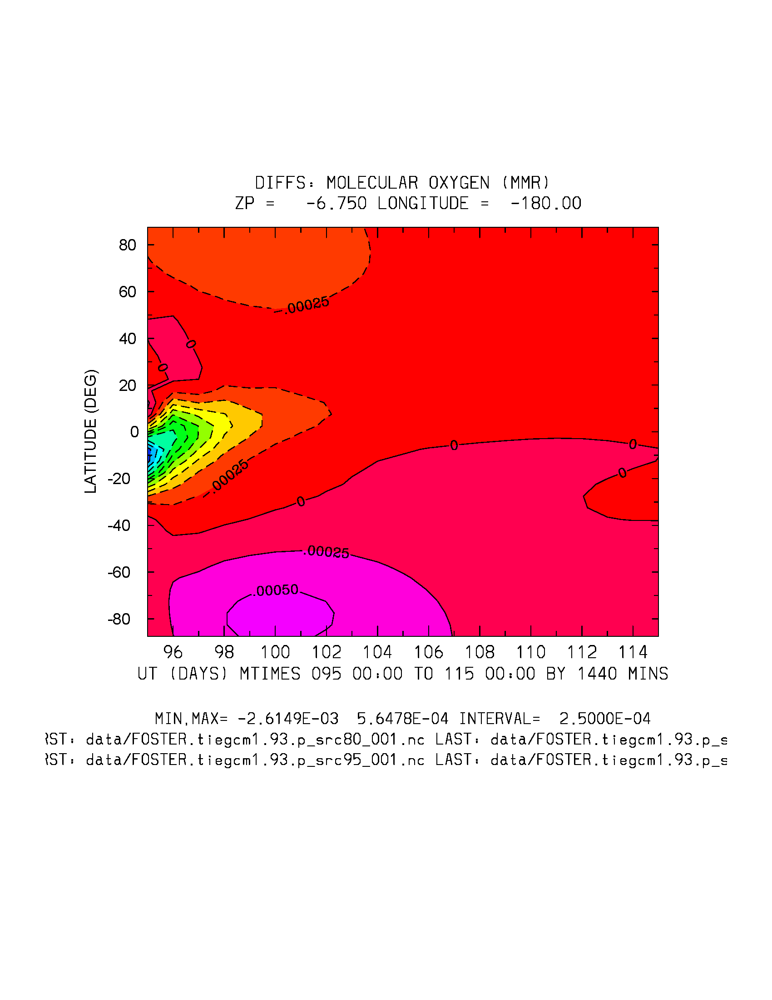 DIFFS: MOLECULAR OXYGEN (MMR)
ZP = -6.750 LONGITUDE = -180.00
80
60
40
20
0
-20
-40
-60
-80
LATITUDE (DEG)
-.00025
0
0
-.00025
0
0
0
0
.00025
.00050
96 98 100 102 104 106 108 110 112 114
UT (DAYS) MTIMES 095 00:00 TO 115 00:00 BY 1440 MINS
MIN,MAX= -2.6149E-03 5.6478E-04 INTERVAL= 2.5000E-04
RST: data/FOSTER.tiegcm1.93.p_src80_001.nc LAST: data/FOSTER.tiegcm1.93.p_s
RST: data/FOSTER.tiegcm1.93.p_src95_001.nc LAST: data/FOSTER.tiegcm1.93.p_s